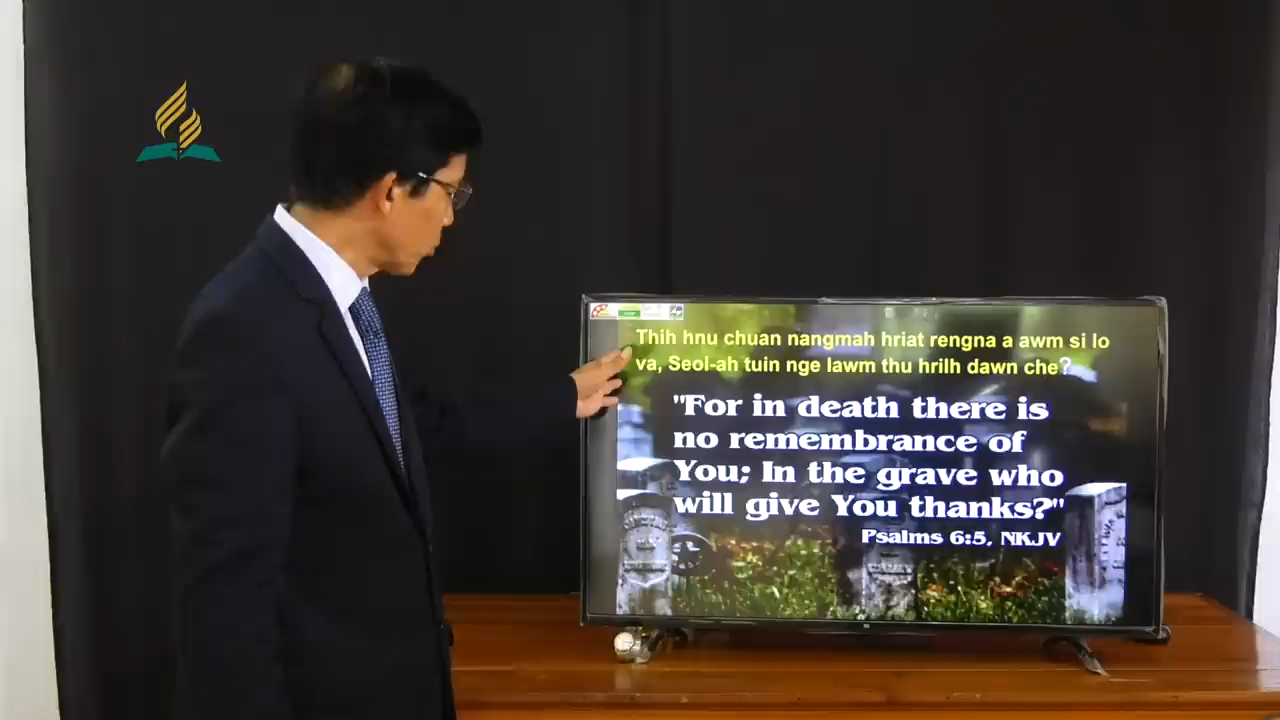 Thih hnu chuan nangmah hriat rengna a awm si lo
va, Seol-ah tuin nge lawm thu hrilh dawn che?
"For in death there is
no remembrance of
You; In the grave who
will give You thanks?"
Psalms 6:5, NKJV